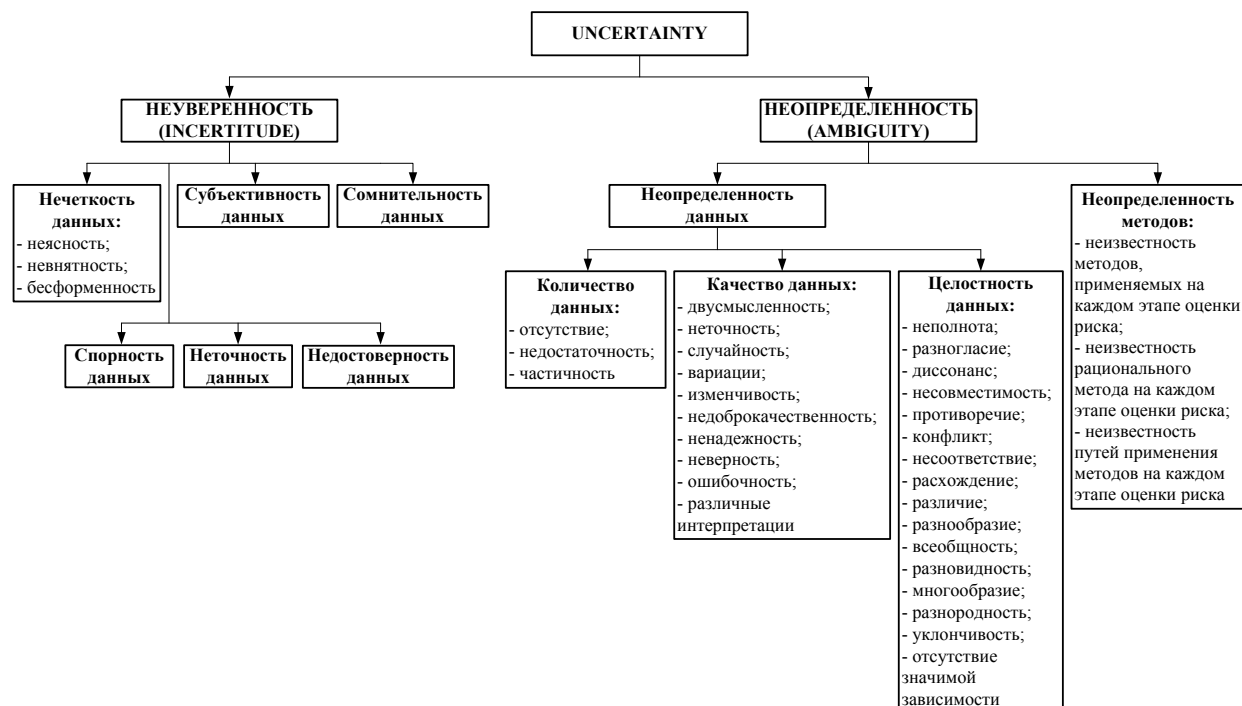 UNCERTAINTY
НЕУВЕРЕННОСТЬ
(INCERTITUDE)
НЕОПРЕДЕЛЕННОСТЬ
(AMBIGUITY)
Нечеткость
данных:
- неясность;
- невнятность;
- бесформенность
Субъективность
данных
Сомнительность
данных
Спорность
данных
Неточность
данных
Недостоверность
данных
Неопределенность
данных
Количество
данных:
- отсутствие;
- недостаточность;
- частичность
Качество данных:
- двусмысленность;
- неточность;
- случайность;
- вариации;
- изменчивость;
- недоброкачественность;
- ненадежность;
- неверность;
- ошибочность;
- различные
интерпретации
Целостность
данных:
- неполнота;
- разногласие;
- диссонанс;
- несовместимость;
- противоречие;
- конфликт;
- несоответствие;
- расхождение;
- различие;
- разнообразие;
- всеобщность;
- разновидность;
- многообразие;
- разнородность;
- уклончивость;
- отсутствие
значимой
зависимости
Неопределенность
методов:
- неизвестность
методов,
применяемых на
каждом этапе оценки
риска;
- неизвестность
рационального
метода на каждом
этапе оценки риска;
- неизвестность
путей применения
методов на каждом
этапе оценки риска